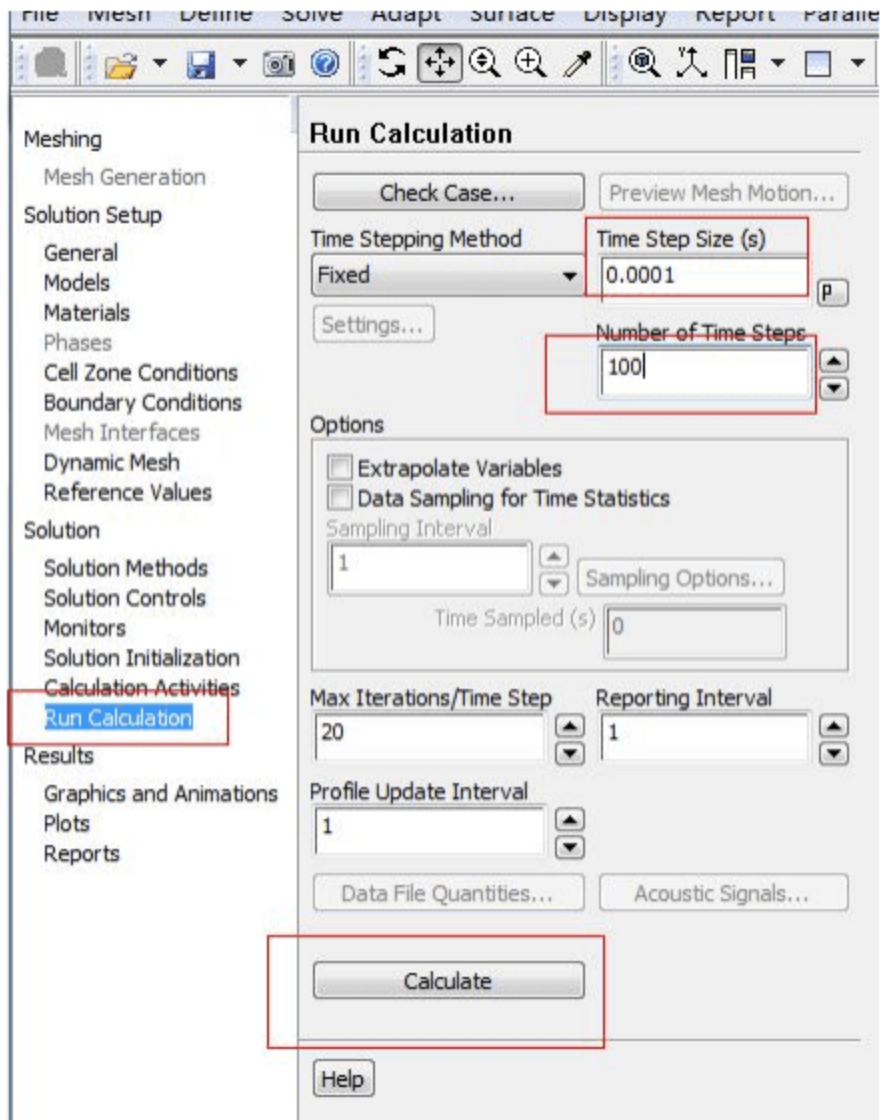 File Mesh Define Solve Adapt Surface Display Report Paralle
Meshing
Mesh Generation
Solution Setup
General
Models
Materials
Phases
Cell Zone Conditions
Boundary Conditions
Mesh Interfaces
Dynamic Mesh
Reference Values
Solution
Solution Methods
Solution Controls
Monitors
Solution Initialization
Calculation Activities
Run Calculation
Results
Graphics and Animations
Plots
Reports
Run Calculation
Check Case... Preview Mesh Motion...
Time Stepping Method Time Step Size (s)
Fixed 0.0001 P
Settings... Number of Time Steps
100
Options
Extrapolate Variables
Data Sampling for Time Statistics
Sampling Interval
1 Sampling Options...
Time Sampled (s) 0
Max Iterations/Time Step Reporting Interval
20 1
Profile Update Interval
1
Data File Quantities... Acoustic Signals...
Calculate
Help